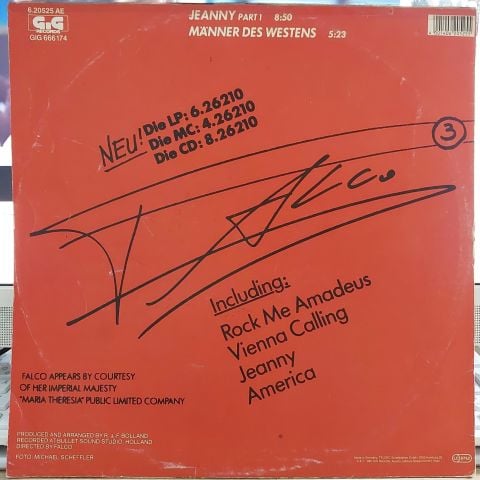 6.20525 AE
GiG
RECORDS
GIG 666174
JEANNY PART 1 8:50
MÄNNER DES WESTENS 5:23
NEU!
Die LP: 6.26210
Die MC: 4.26210
Die CD: 8.26210
3
FALCO
Including:
Rock Me Amadeus
Vienna Calling
Jeanny
America
FALCO APPEARS BY COURTESY
OF HER IMPERIAL MAJESTY
"MARIA THERESIA" PUBLIC LIMITED COMPANY
PRODUCED AND ARRANGED BY R. & F. BOLLAND
RECORDED AT BULLET SOUND STUDIO, HOLLAND
DIRECTED BY FALCO
FOTO: MICHAEL SCHEFFLER